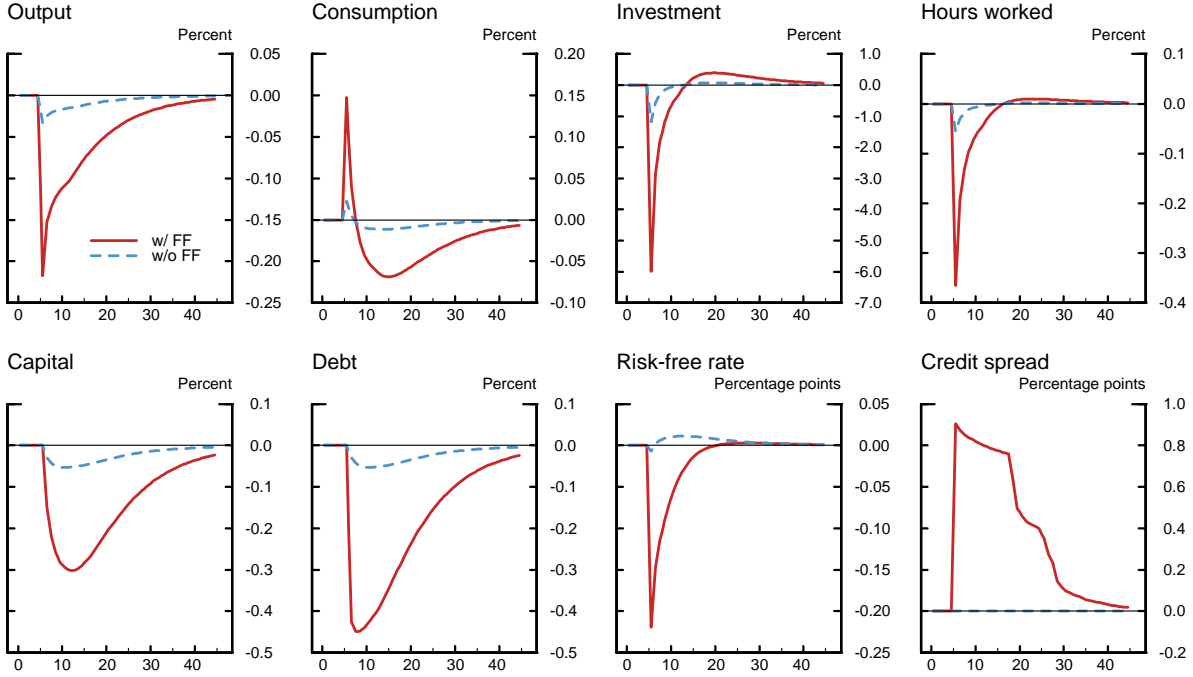 Output
Percent
0.05
0.00
-0.05
-0.10
-0.15
-0.20
-0.25
w/ FF
w/o FF
0 10 20 30 40
Consumption
Percent
0.20
0.15
0.10
0.05
0.00
-0.05
-0.10
0 10 20 30 40
Investment
Percent
1.0
0.0
-1.0
-2.0
-3.0
-4.0
-5.0
-6.0
-7.0
0 10 20 30 40
Hours worked
Percent
0.1
0.0
-0.1
-0.2
-0.3
-0.4
0 10 20 30 40
Capital
Percent
0.1
0.0
-0.1
-0.2
-0.3
-0.4
-0.5
0 10 20 30 40
Debt
Percent
0.1
0.0
-0.1
-0.2
-0.3
-0.4
-0.5
0 10 20 30 40
Risk-free rate
Percentage points
0.05
0.00
-0.05
-0.10
-0.15
-0.20
-0.25
0 10 20 30 40
Credit spread
Percentage points
1.0
0.8
0.6
0.4
0.2
0.0
-0.2
0 10 20 30 40